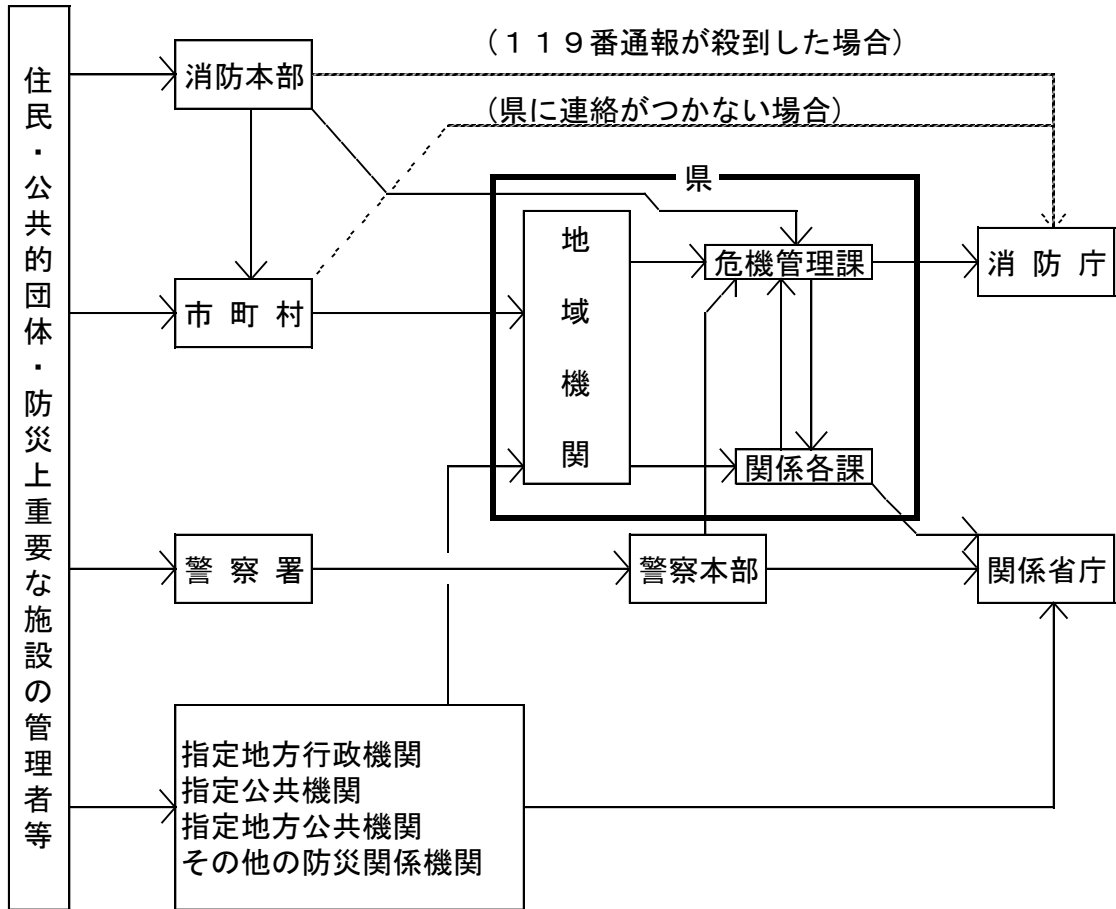 住民・公共的団体・防災上重要な施設の管理者等
(119番通報が殺到した場合)
消防本部
(県に連絡がつかない場合)
県
地域機関
危機管理課
消防庁
市町村
関係各課
警察署
警察本部
関係省庁
指定地方行政機関
指定公共機関
指定地方公共機関
その他の防災関係機関